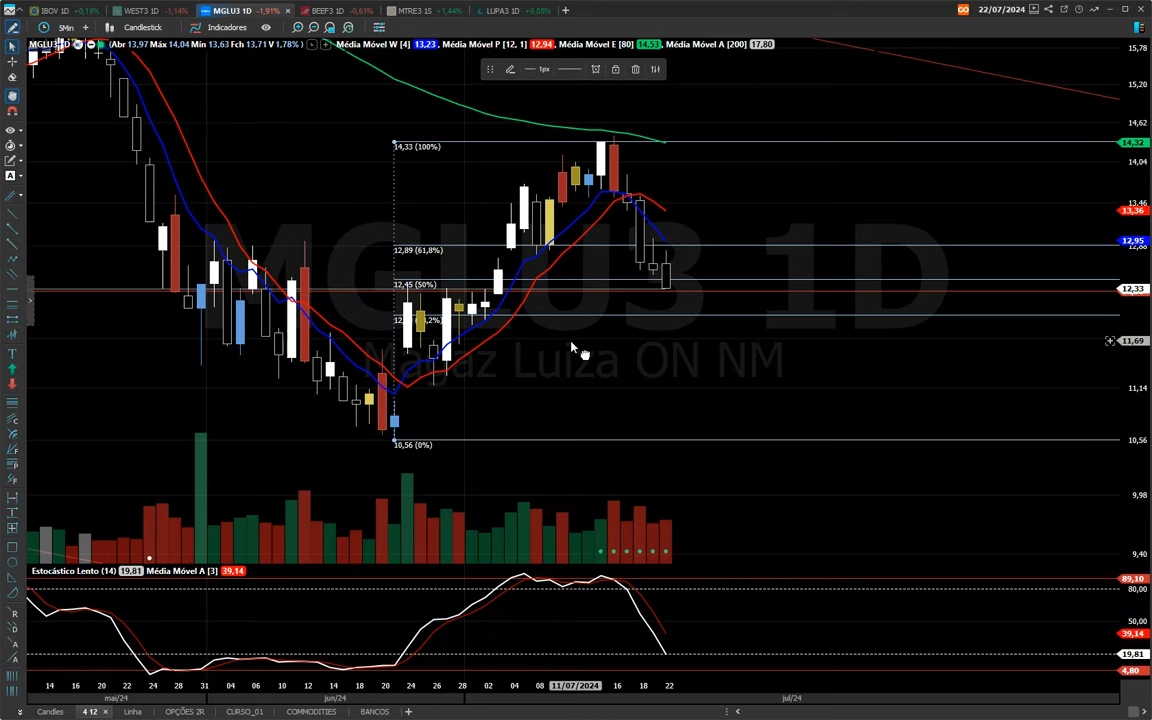 IBOV 1D +0,19% WEST3 1D -1,14% MGLU3 1D -1,91% × BEEF3 1D -0,61% MTRE3 1S +1,44% LUPA3 1D +9,88% + 22/07/2024
5Min + Candlestick Indicadores
MGLU3 1D (Abr 13,97 Máx 14,04 Min 13,63 Fch 13,71 V 1,78% ) Média Móvel W [4] 13,23, Média Móvel P [12, 1] 12,94, Média Móvel E [80] 14,53, Média Móvel A [200] 17,80
1px
15,78
15,20
14,62
14,33 (100%)
14,32
14,04
13,46
13,36
12,95
12,88
12,89 (61,8%)
12,45 (50%)
12,33
MGLU3 1D
Magaz Luiza ON NM
11,69
11,14
10,56
10,56 (0%)
9,98
9,40
Estocástico Lento (14) 19,81 Média Móvel A [3] 39,14
89,10
80,00
50,00
39,14
19,81
4,80
14 16 20 22 24 28 31 04 06 10 12 14 18 20 24 26 28 02 04 08 11/07/2024 16 18 22
mai/24 jun/24 jul/24
Candles 4 12 Linha OPÇÕES 2R CURSO_01 COMMODITIES BANCOS +